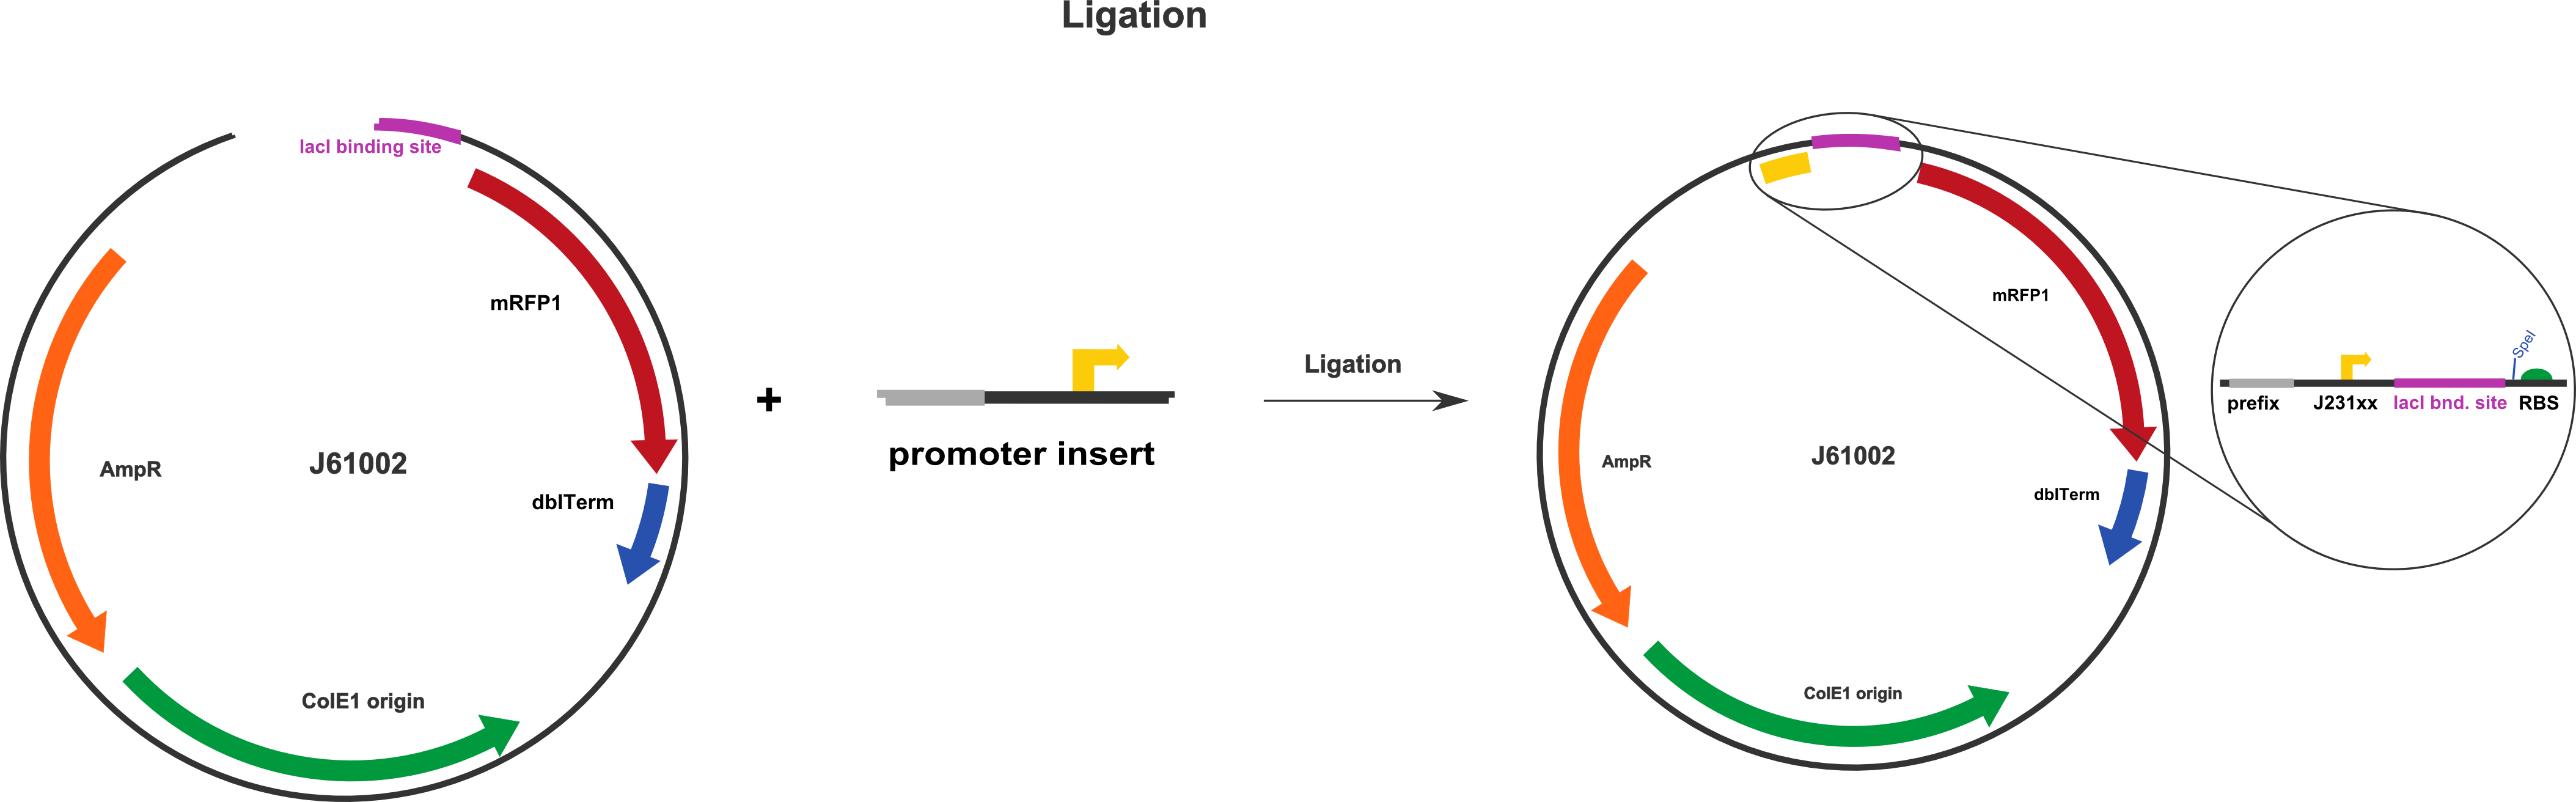 Ligation
lacI binding site
mRFP1
AmpR
J61002
dblTerm
ColE1 origin
+
promoter insert
Ligation
mRFP1
AmpR
J61002
dblTerm
ColE1 origin
SpeI
prefix
J231xx
lacI bnd. site
RBS